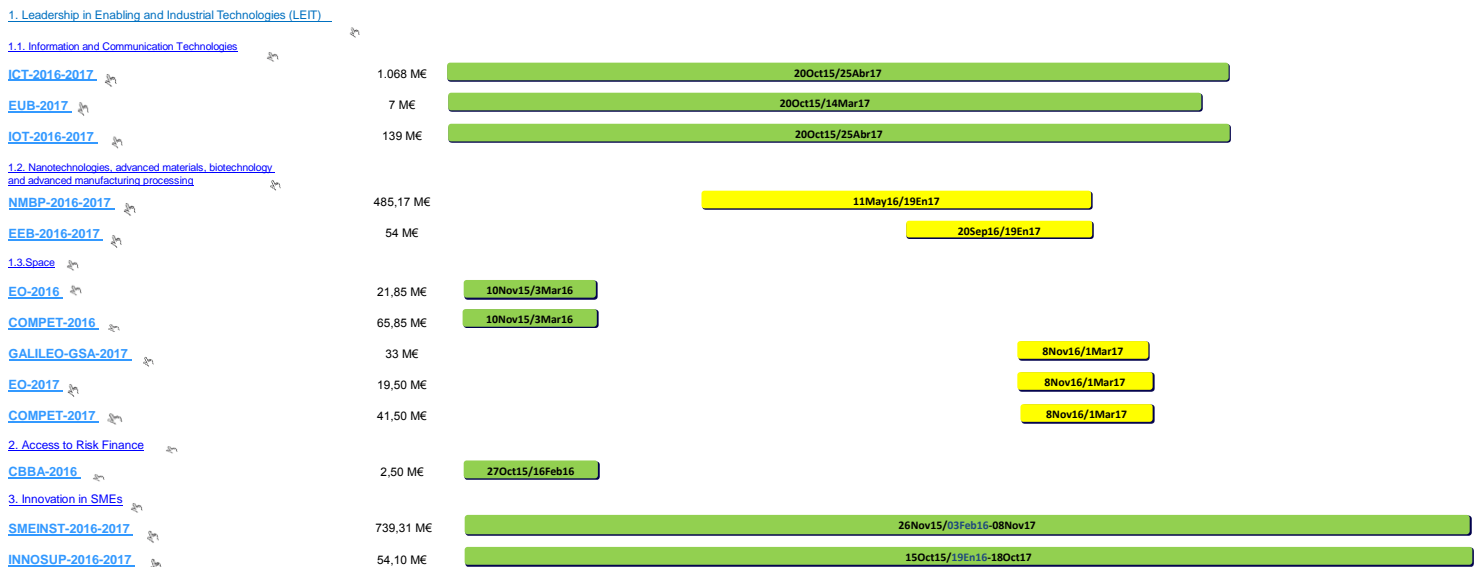 1. Leadership in Enabling and Industrial Technologies (LEIT)
1.1. Information and Communication Technologies
ICT-2016-2017 1.068 M€ 20Oct15/25Abr17
EUB-2017 7 M€ 20Oct15/14Mar17
IOT-2016-2017 139 M€ 20Oct15/25Abr17
1.2. Nanotechnologies, advanced materials, biotechnology
and advanced manufacturing processing
NMBP-2016-2017 485,17 M€ 11May16/19En17
EEB-2016-2017 54 M€ 20Sep16/19En17
1.3.Space
EO-2016 21,85 M€ 10Nov15/3Mar16
COMPET-2016 65,85 M€ 10Nov15/3Mar16
GALILEO-GSA-2017 33 M€ 8Nov16/1Mar17
EO-2017 19,50 M€ 8Nov16/1Mar17
COMPET-2017 41,50 M€ 8Nov16/1Mar17
2. Access to Risk Finance
CBBA-2016 2,50 M€ 27Oct15/16Feb16
3. Innovation in SMEs
SMEINST-2016-2017 739,31 M€ 26Nov15/03Feb16-08Nov17
INNOSUP-2016-2017 54,10 M€ 15Oct15/19En16-18Oct17